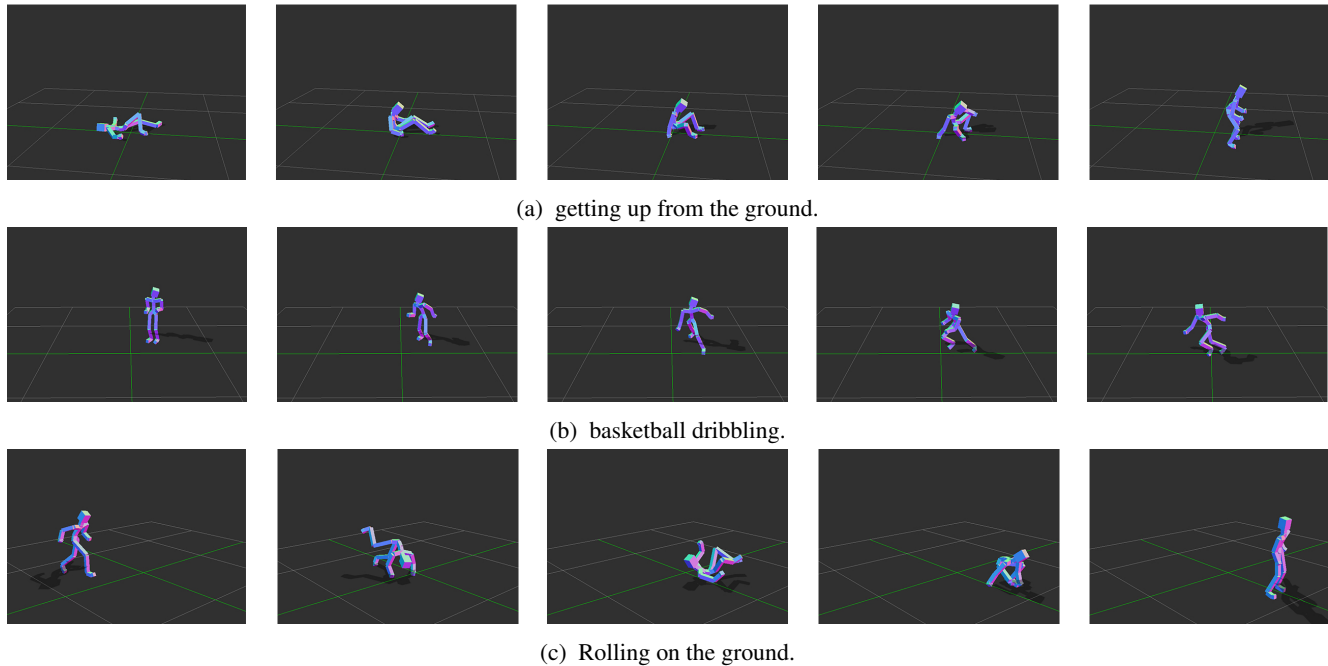 (a) getting up from the ground.
(b) basketball dribbling.
(c) Rolling on the ground.